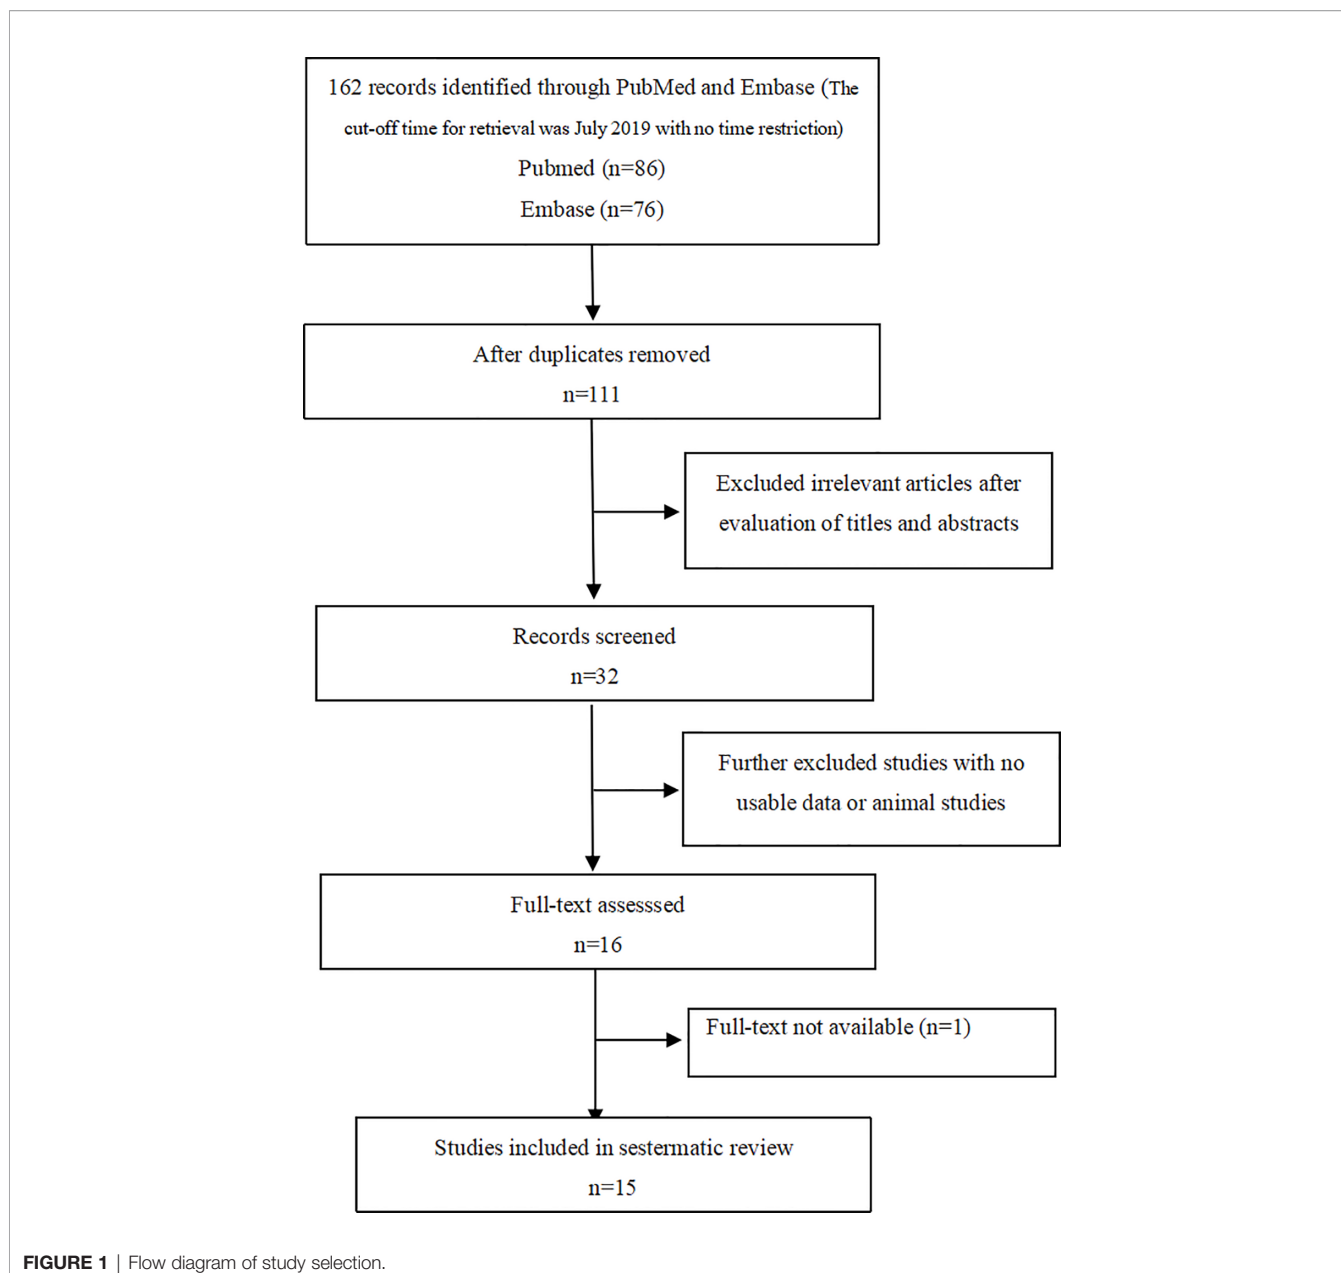 162 records identified through PubMed and Embase (The
cut-off time for retrieval was July 2019 with no time restriction)
Pubmed (n=86)
Embase (n=76)
After duplicates removed
n=111
Excluded irrelevant articles after
evaluation of titles and abstracts
Records screened
n=32
Further excluded studies with no
usable data or animal studies
Full-text assesssed
n=16
Full-text not available (n=1)
Studies included in sestermatic review
n=15
FIGURE 1 | Flow diagram of study selection.